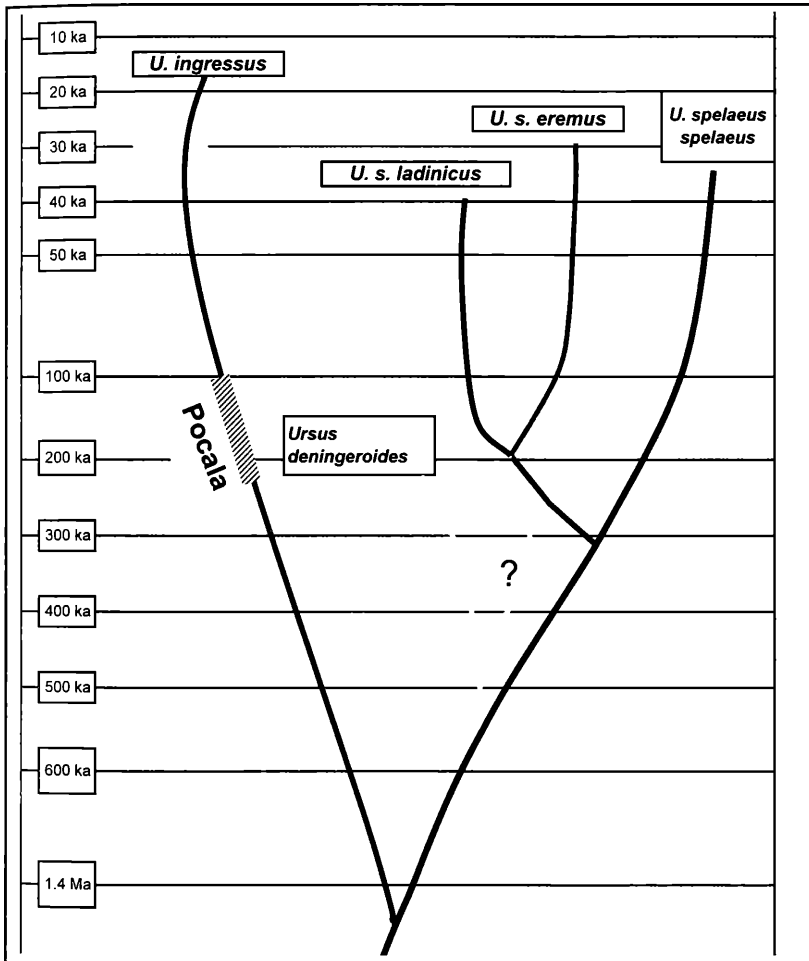 10 ka
U. ingressus
20 ka
U. s. eremus
U. spelaeus
spelaeus
30 ka
U. s. ladinicus
40 ka
50 ka
100 ka
Pocala
Ursus
deningeroides
200 ka
300 ka
?
400 ka
500 ka
600 ka
1.4 Ma